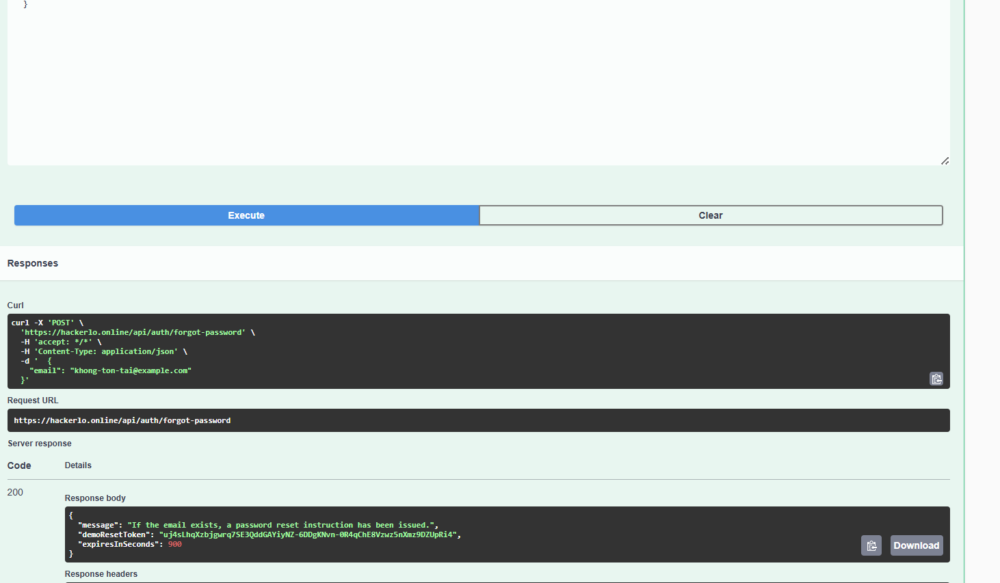 }
Execute
Clear
Responses
Curl
curl -X 'POST' \
'https://hackerlo.online/api/auth/forgot-password' \
-H 'accept: */*' \
-H 'Content-Type: application/json' \
-d '  {
"email": "khong-ton-tai@example.com"
}'
Request URL
https://hackerlo.online/api/auth/forgot-password
Server response
Code Details
200
Response body
{
"message": "If the email exists, a password reset instruction has been issued.",
"demoResetToken": "uj4sLhqXzbjgwrq7SE3QddGAYiyNZ-6DDgKNvn-0R4qChE8Vzwz5nXmz9DZUpRi4",
"expiresInSeconds": 900
}
Download
Response headers